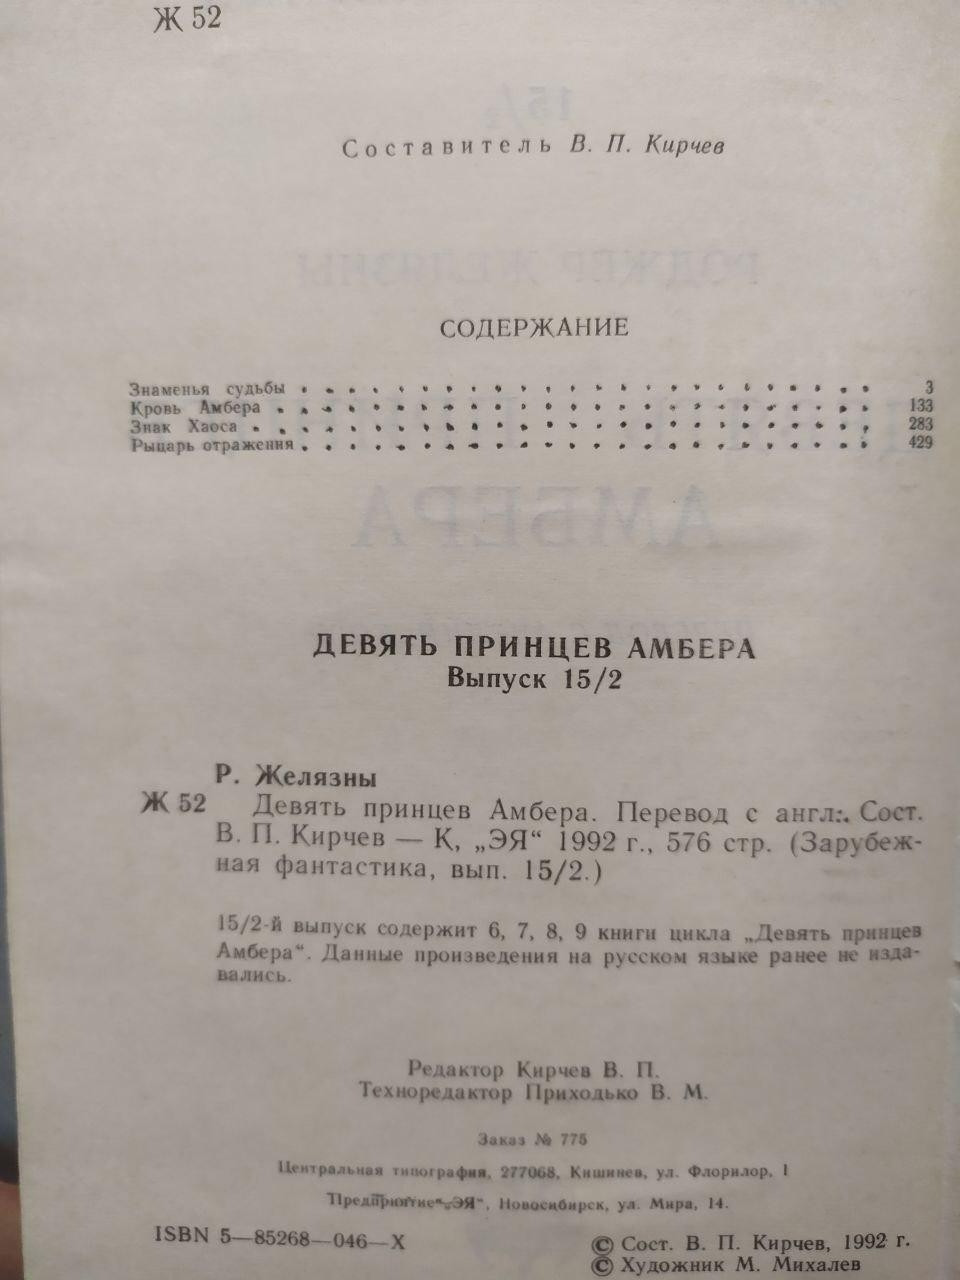 Ж 52
Составитель В. П. Кирчев
СОДЕРЖАНИЕ
Знаменья судьбы . . . . . . . . . . . . . . . . . . . . . . . . 3
Кровь Амбера . . . . . . . . . . . . . . . . . . . . . . . . . 133
Знак Хаоса . . . . . . . . . . . . . . . . . . . . . . . . . . 283
Рыцарь отражения . . . . . . . . . . . . . . . . . . . . . . . . 429
ДЕВЯТЬ ПРИНЦЕВ АМБЕРА
Выпуск 15/2
Р. Желязны
Ж 52 Девять принцев Амбера. Перевод с англ:. Сост.
В. П. Кирчев — К, „ЭЯ“ 1992 г., 576 стр. (Зарубеж-
ная фантастика, вып. 15/2.)
15/2-й выпуск содержит 6, 7, 8, 9 книги цикла „Девять принцев
Амбера“. Данные произведения на русском языке ранее не изда-
вались.
Редактор Кирчев В. П.
Техноредактор Приходько В. М.
Заказ № 775
Центральная типография, 277068, Кишинев, ул. Флорилор, 1
Предприятие „ЭЯ“, Новосибирск, ул. Мира, 14.
ISBN 5—85268—046—X
© Сост. В. П. Кирчев, 1992 г.
© Художник М. Михалев